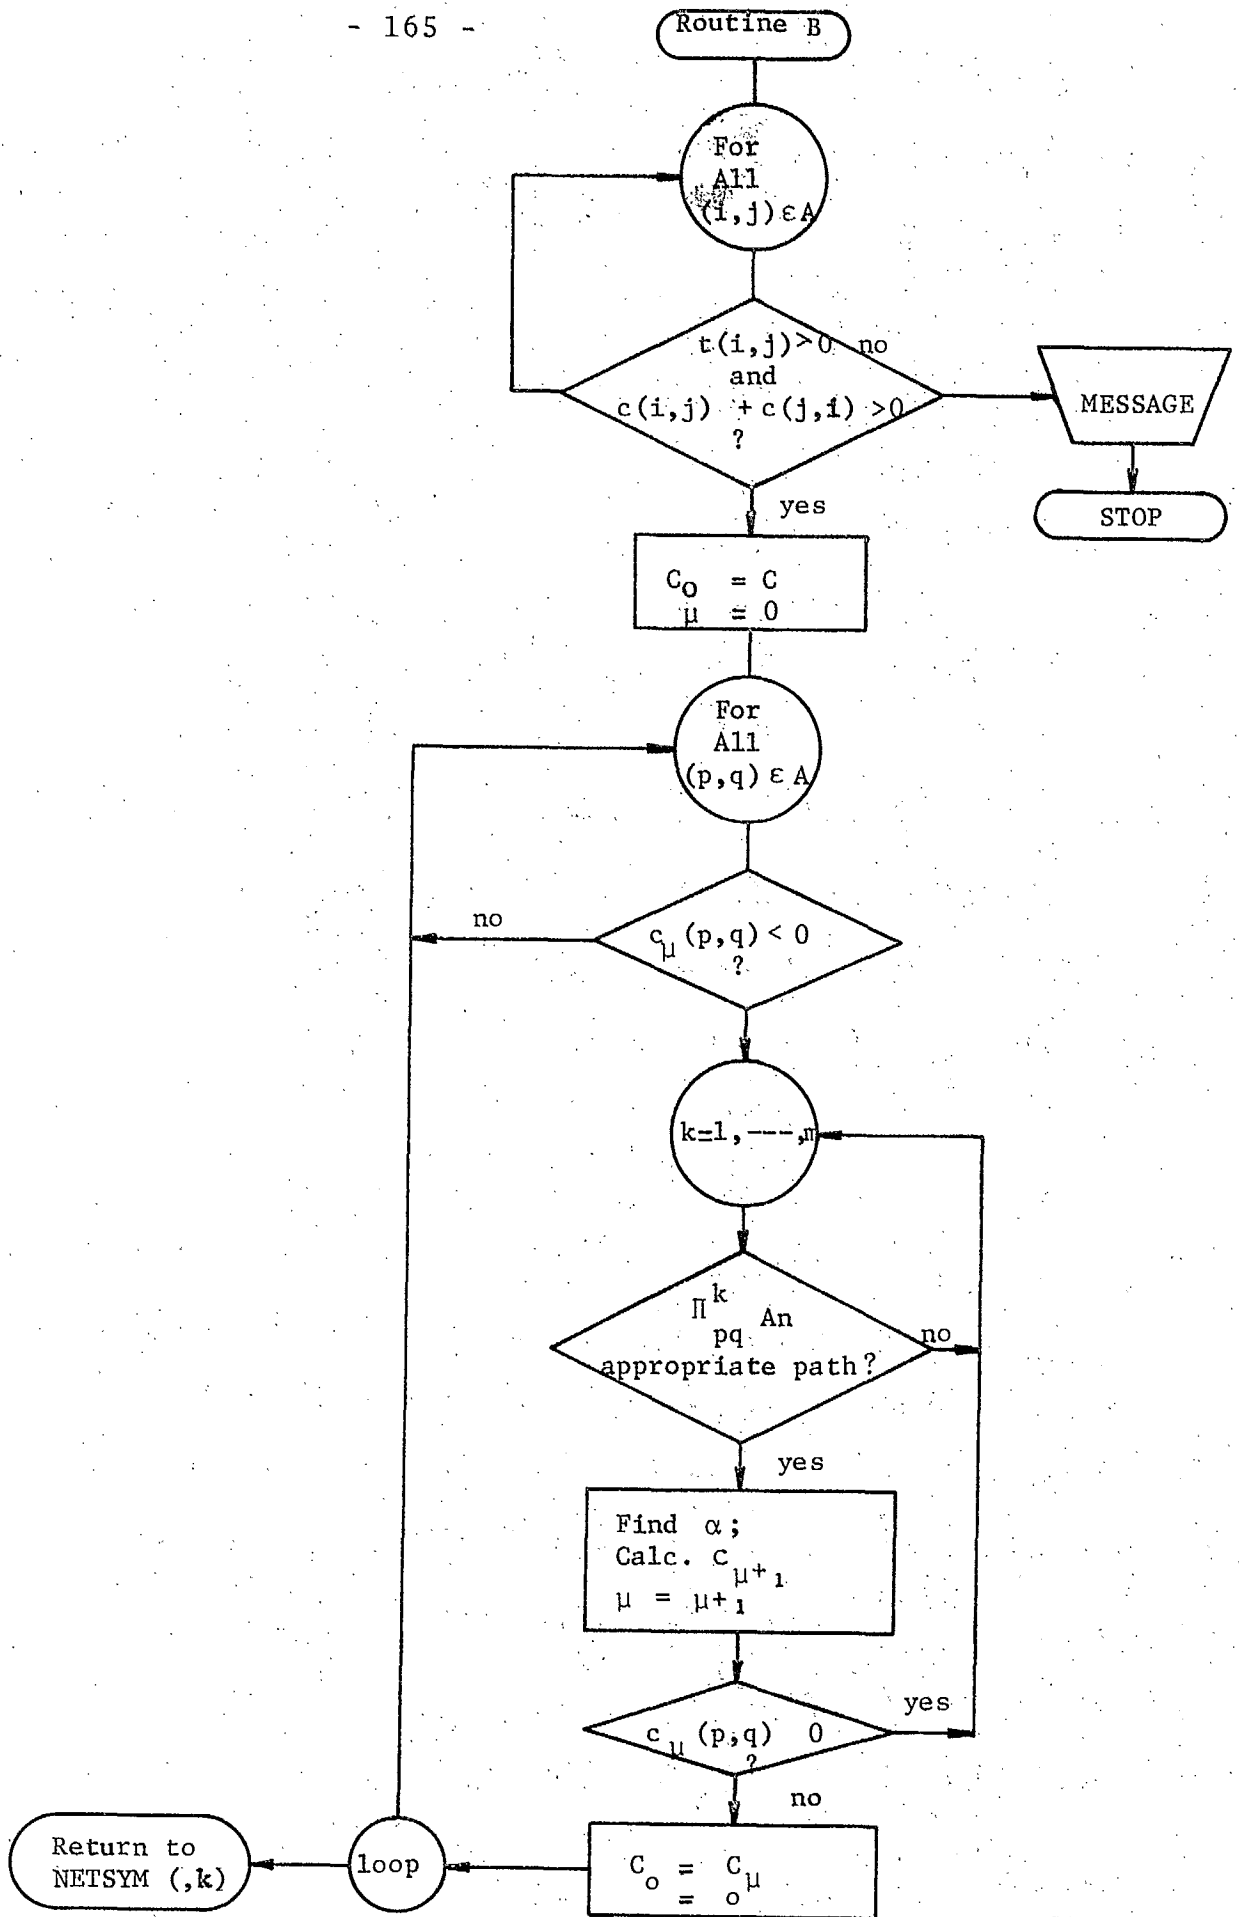 - 165 -
Routine B
For
All
(i,j) ε A
t(i,j)>0 no
and
c(i,j) + c(j,i) >0
?
MESSAGE
yes
STOP
C₀ = C
μ = 0
For
All
(p,q) ε A
no
c_μ (p,q) < 0
?
k=1,---,m
Π^k_pq An
no
appropriate path?
yes
Find α;
Calc. C_μ+1
μ = μ+1
yes
c_μ (p,q) 0
?
no
Return to
NETSYM (,k)
loop
C_o = C_μ
= o